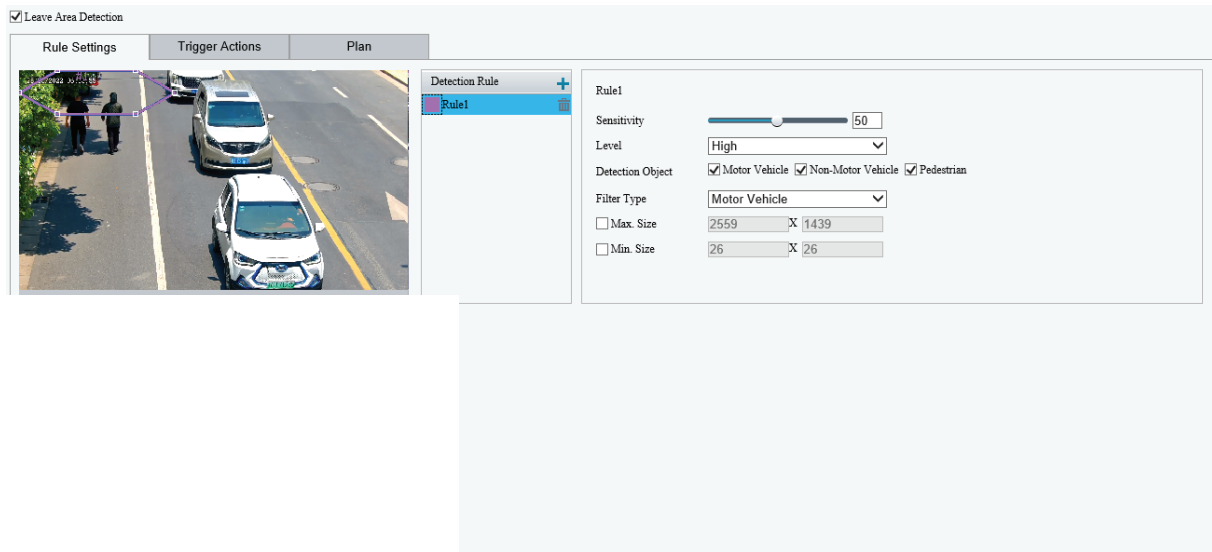 Leave Area Detection
Rule Settings
Trigger Actions
Plan
Detection Rule
Rule1
Rule1
Sensitivity
50
Level
High
Detection Object
Motor Vehicle
Non-Motor Vehicle
Pedestrian
Filter Type
Motor Vehicle
Max. Size
2559 X 1439
Min. Size
26 X 26